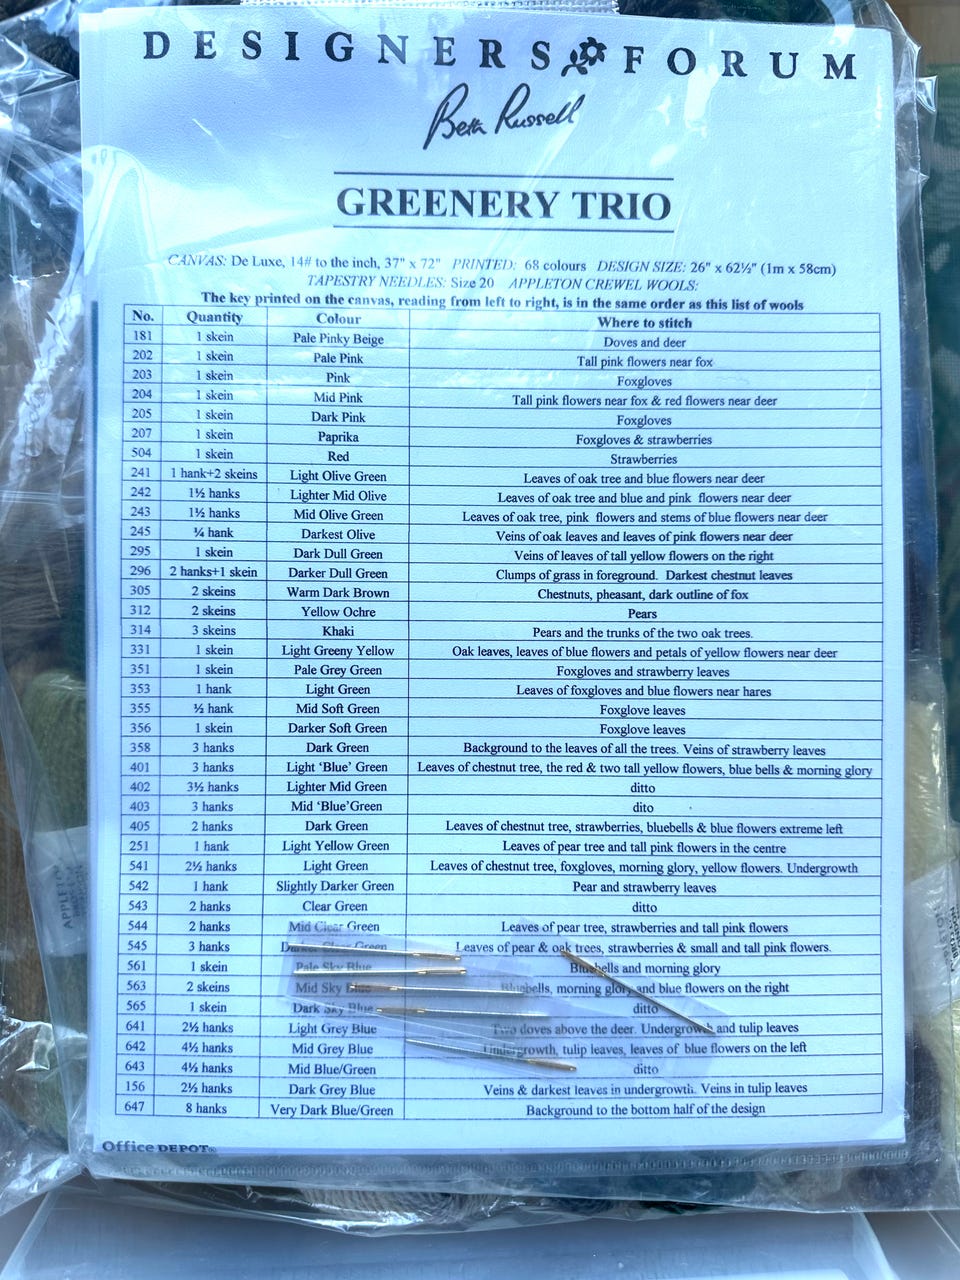 DESIGNERS FORUM
Beth Russell
GREENERY TRIO
CANVAS: De Luxe, 14# to the inch, 37" x 72" PRINTED: 68 colours DESIGN SIZE: 26" x 62½" (1m x 58cm)
TAPESTRY NEEDLES: Size 20 APPLETON CREWEL WOOLS:
The key printed on the canvas, reading from left to right, is in the same order as this list of wools
No. Quantity Colour Where to stitch
181 1 skein Pale Pinky Beige Doves and deer
202 1 skein Pale Pink Tall pink flowers near fox
203 1 skein Pink Foxgloves
204 1 skein Mid Pink Tall pink flowers near fox & red flowers near deer
205 1 skein Dark Pink Foxgloves
207 1 skein Paprika Foxgloves & strawberries
504 1 skein Red Strawberries
241 1 hank+2 skeins Light Olive Green Leaves of oak tree and blue flowers near deer
242 1½ hanks Lighter Mid Olive Leaves of oak tree and blue and pink flowers near deer
243 1½ hanks Mid Olive Green Leaves of oak tree, pink flowers and stems of blue flowers near deer
245 ¼ hank Darkest Olive Veins of oak leaves and leaves of pink flowers near deer
295 1 skein Dark Dull Green Veins of leaves of tall yellow flowers on the right
296 2 hanks+1 skein Darker Dull Green Clumps of grass in foreground. Darkest chestnut leaves
305 2 skeins Warm Dark Brown Chestnuts, pheasant, dark outline of fox
312 2 skeins Yellow Ochre Pears
314 3 skeins Khaki Pears and the trunks of the two oak trees.
331 1 skein Light Greeny Yellow Oak leaves, leaves of blue flowers and petals of yellow flowers near deer
351 1 skein Pale Grey Green Foxgloves and strawberry leaves
353 1 hank Light Green Leaves of foxgloves and blue flowers near hares
355 ½ hank Mid Soft Green Foxglove leaves
356 1 skein Darker Soft Green Foxglove leaves
358 3 hanks Dark Green Background to the leaves of all the trees. Veins of strawberry leaves
401 3 hanks Light 'Blue' Green Leaves of chestnut tree, the red & two tall yellow flowers, blue bells & morning glory
402 3½ hanks Lighter Mid Green ditto
403 3 hanks Mid 'Blue'Green dito
405 2 hanks Dark Green Leaves of chestnut tree, strawberries, bluebells & blue flowers extreme left
251 1 hank Light Yellow Green Leaves of pear tree and tall pink flowers in the centre
541 2½ hanks Light Green Leaves of chestnut tree, foxgloves, morning glory, yellow flowers. Undergrowth
542 1 hank Slightly Darker Green Pear and strawberry leaves
543 2 hanks Clear Green ditto
544 2 hanks Mid Clear Green Leaves of pear tree, strawberries and tall pink flowers
545 3 hanks Darker Clear Green Leaves of pear & oak trees, strawberries & small and tall pink flowers.
561 1 skein Pale Sky Blue Bluebells and morning glory
563 2 skeins Mid Sky Blue Bluebells, morning glory and blue flowers on the right
565 1 skein Dark Sky Blue ditto
641 2½ hanks Light Grey Blue Two doves above the deer. Undergrowth and tulip leaves
642 4½ hanks Mid Grey Blue Undergrowth, tulip leaves, leaves of blue flowers on the left
643 4½ hanks Mid Blue/Green ditto
156 2½ hanks Dark Grey Blue Veins & darkest leaves in undergrowth. Veins in tulip leaves
647 8 hanks Very Dark Blue/Green Background to the bottom half of the design
Office DEPOT
APPLETON